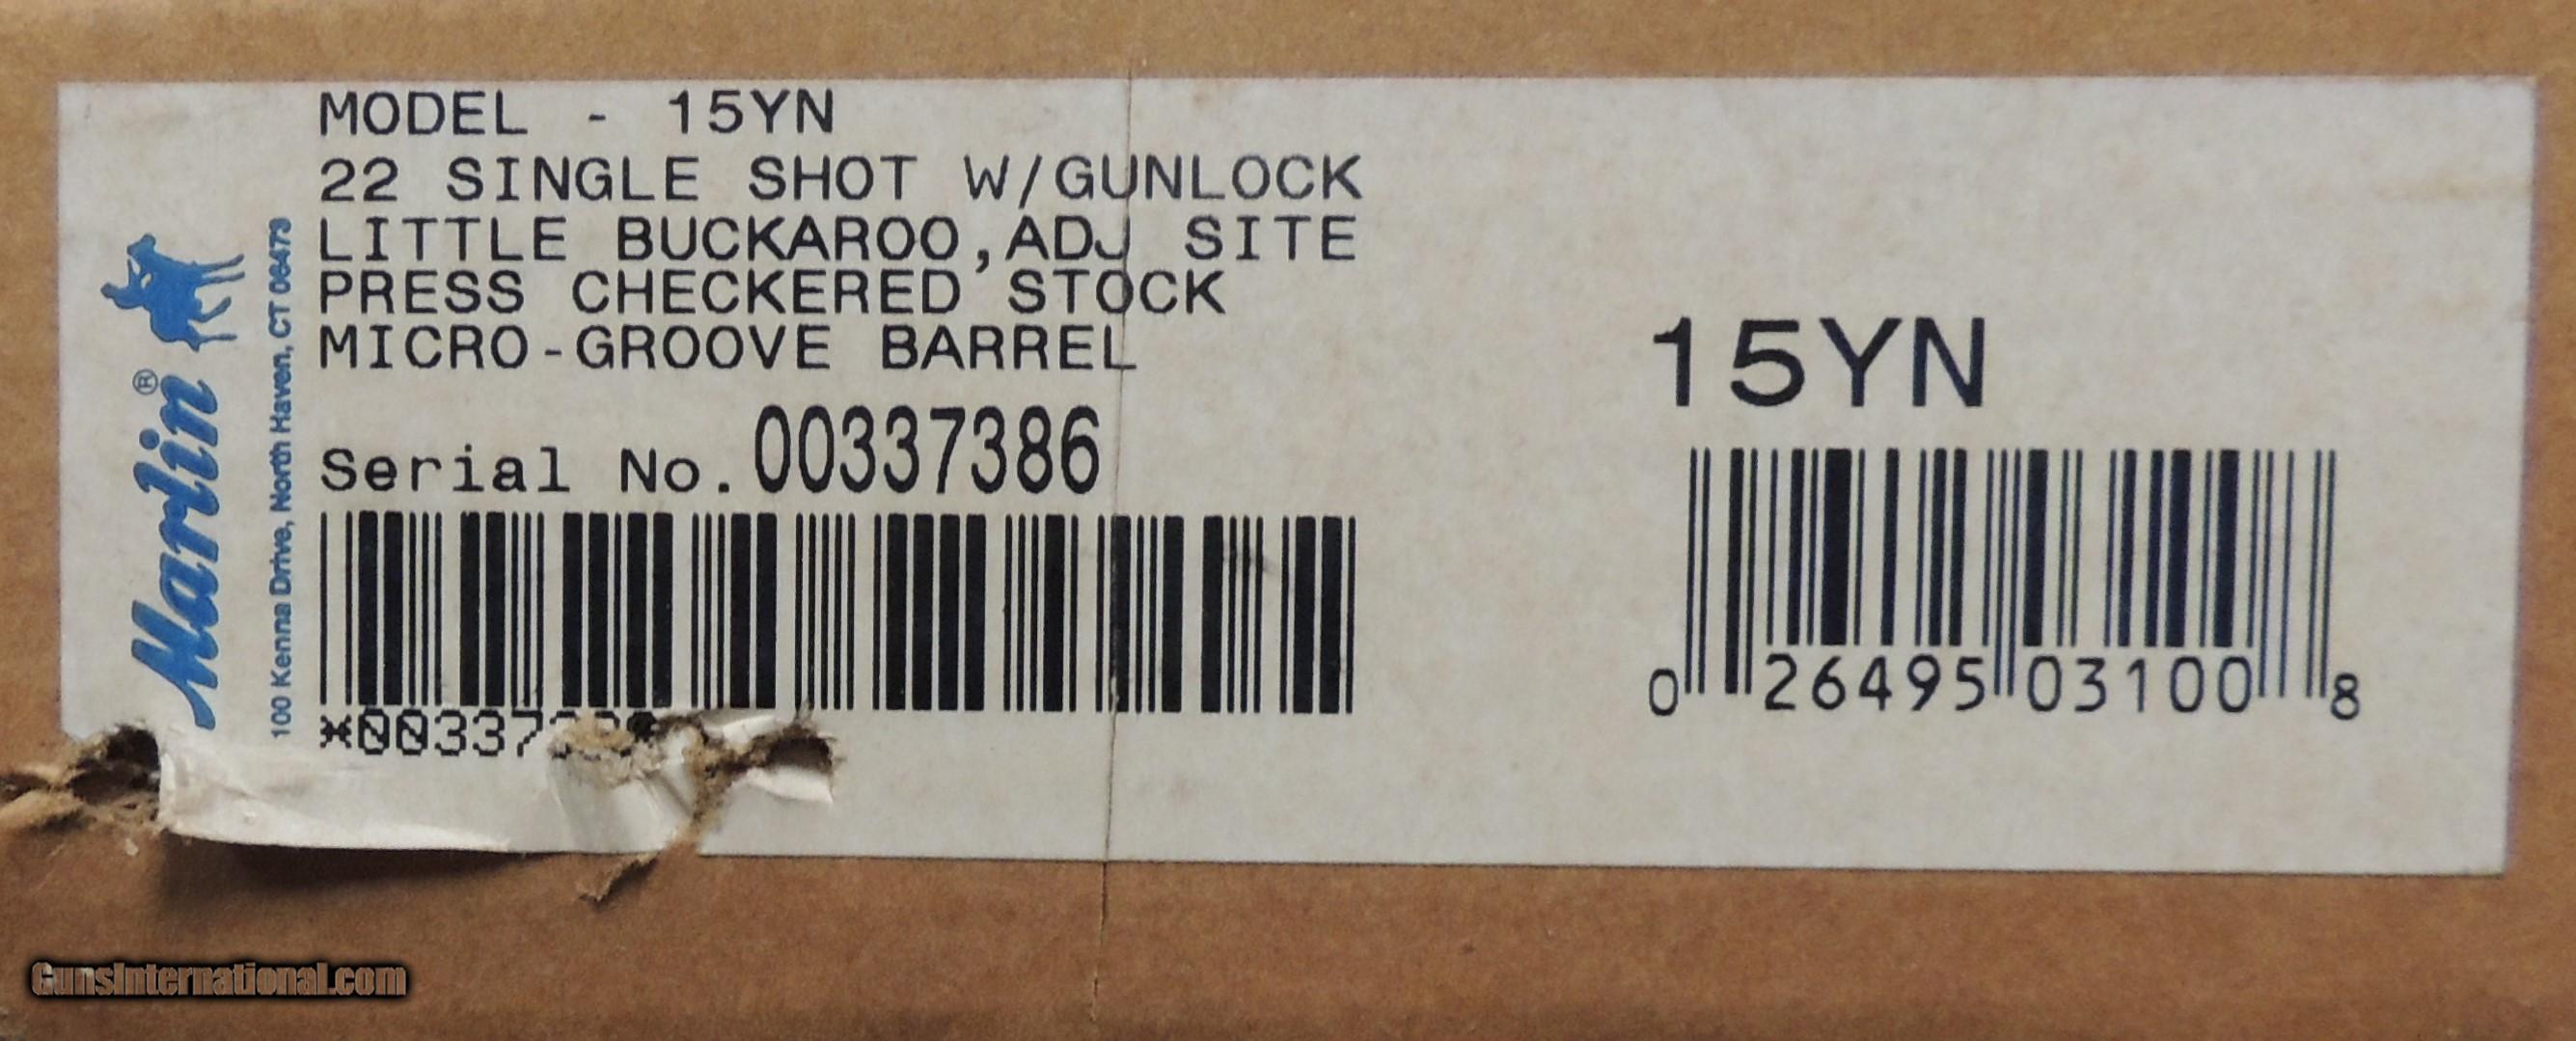 MODEL - 15YN
22 SINGLE SHOT W/GUNLOCK
LITTLE BUCKAROO,ADJ SITE
PRESS CHECKERED STOCK
MICRO-GROOVE BARREL
Serial No. 00337386
Marlin®
100 Kenna Drive, North Haven, CT 06473
15YN
0 26495 03100 8
GunsInternational.com